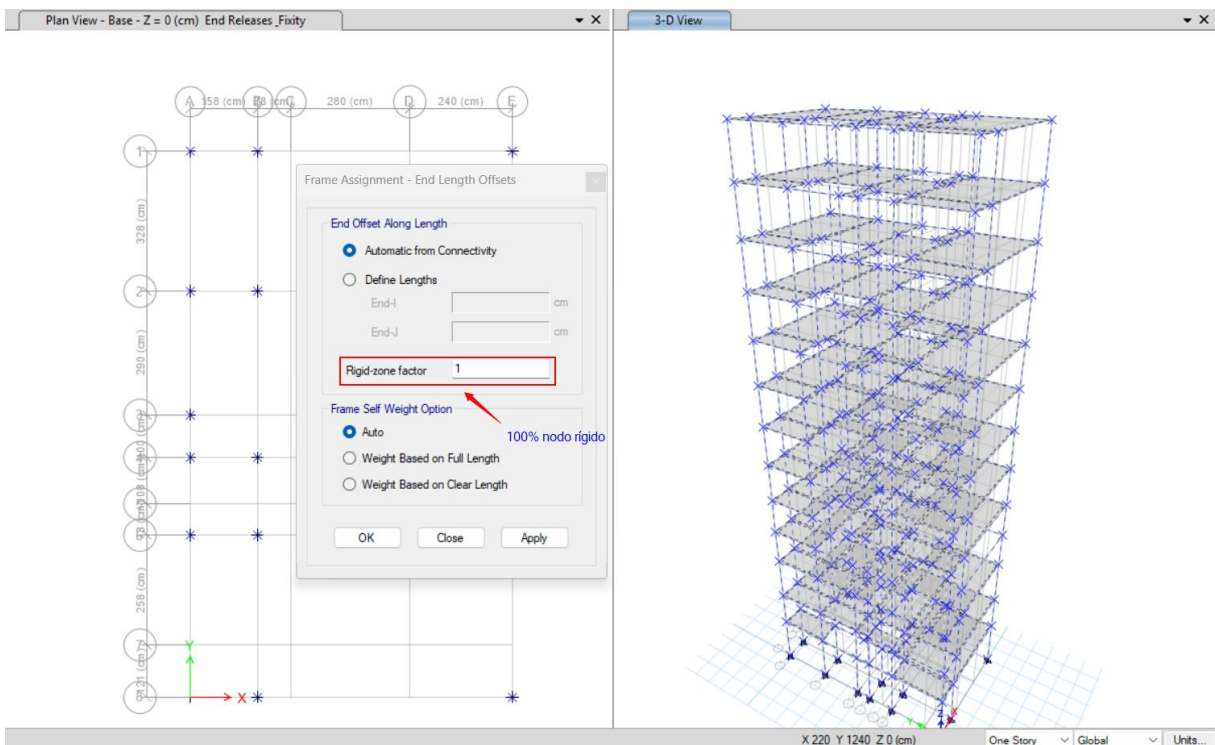 Plan View - Base - Z = 0 (cm) End Releases_Fixity
3-D View
A
158 (cm)
B
C
280 (cm)
D
240 (cm)
E
1
328 (cm)
2
290 (cm)
258 (cm)
7
121 (cm)
Y
X
Frame Assignment - End Length Offsets
End Offset Along Length
Automatic from Connectivity
Define Lengths
End-I cm
End-J cm
Rigid-zone factor 1
Frame Self Weight Option
Auto
100% nodo rígido
Weight Based on Full Length
Weight Based on Clear Length
OK Close Apply
Z
X
Y
X 220 Y 1240 Z 0 (cm) One Story Global Units...